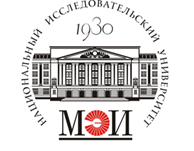 НАЦИОНАЛЬНЫЙ ИССЛЕДОВАТЕЛЬСКИЙ УНИВЕРСИТЕТ
1930
МЭИ